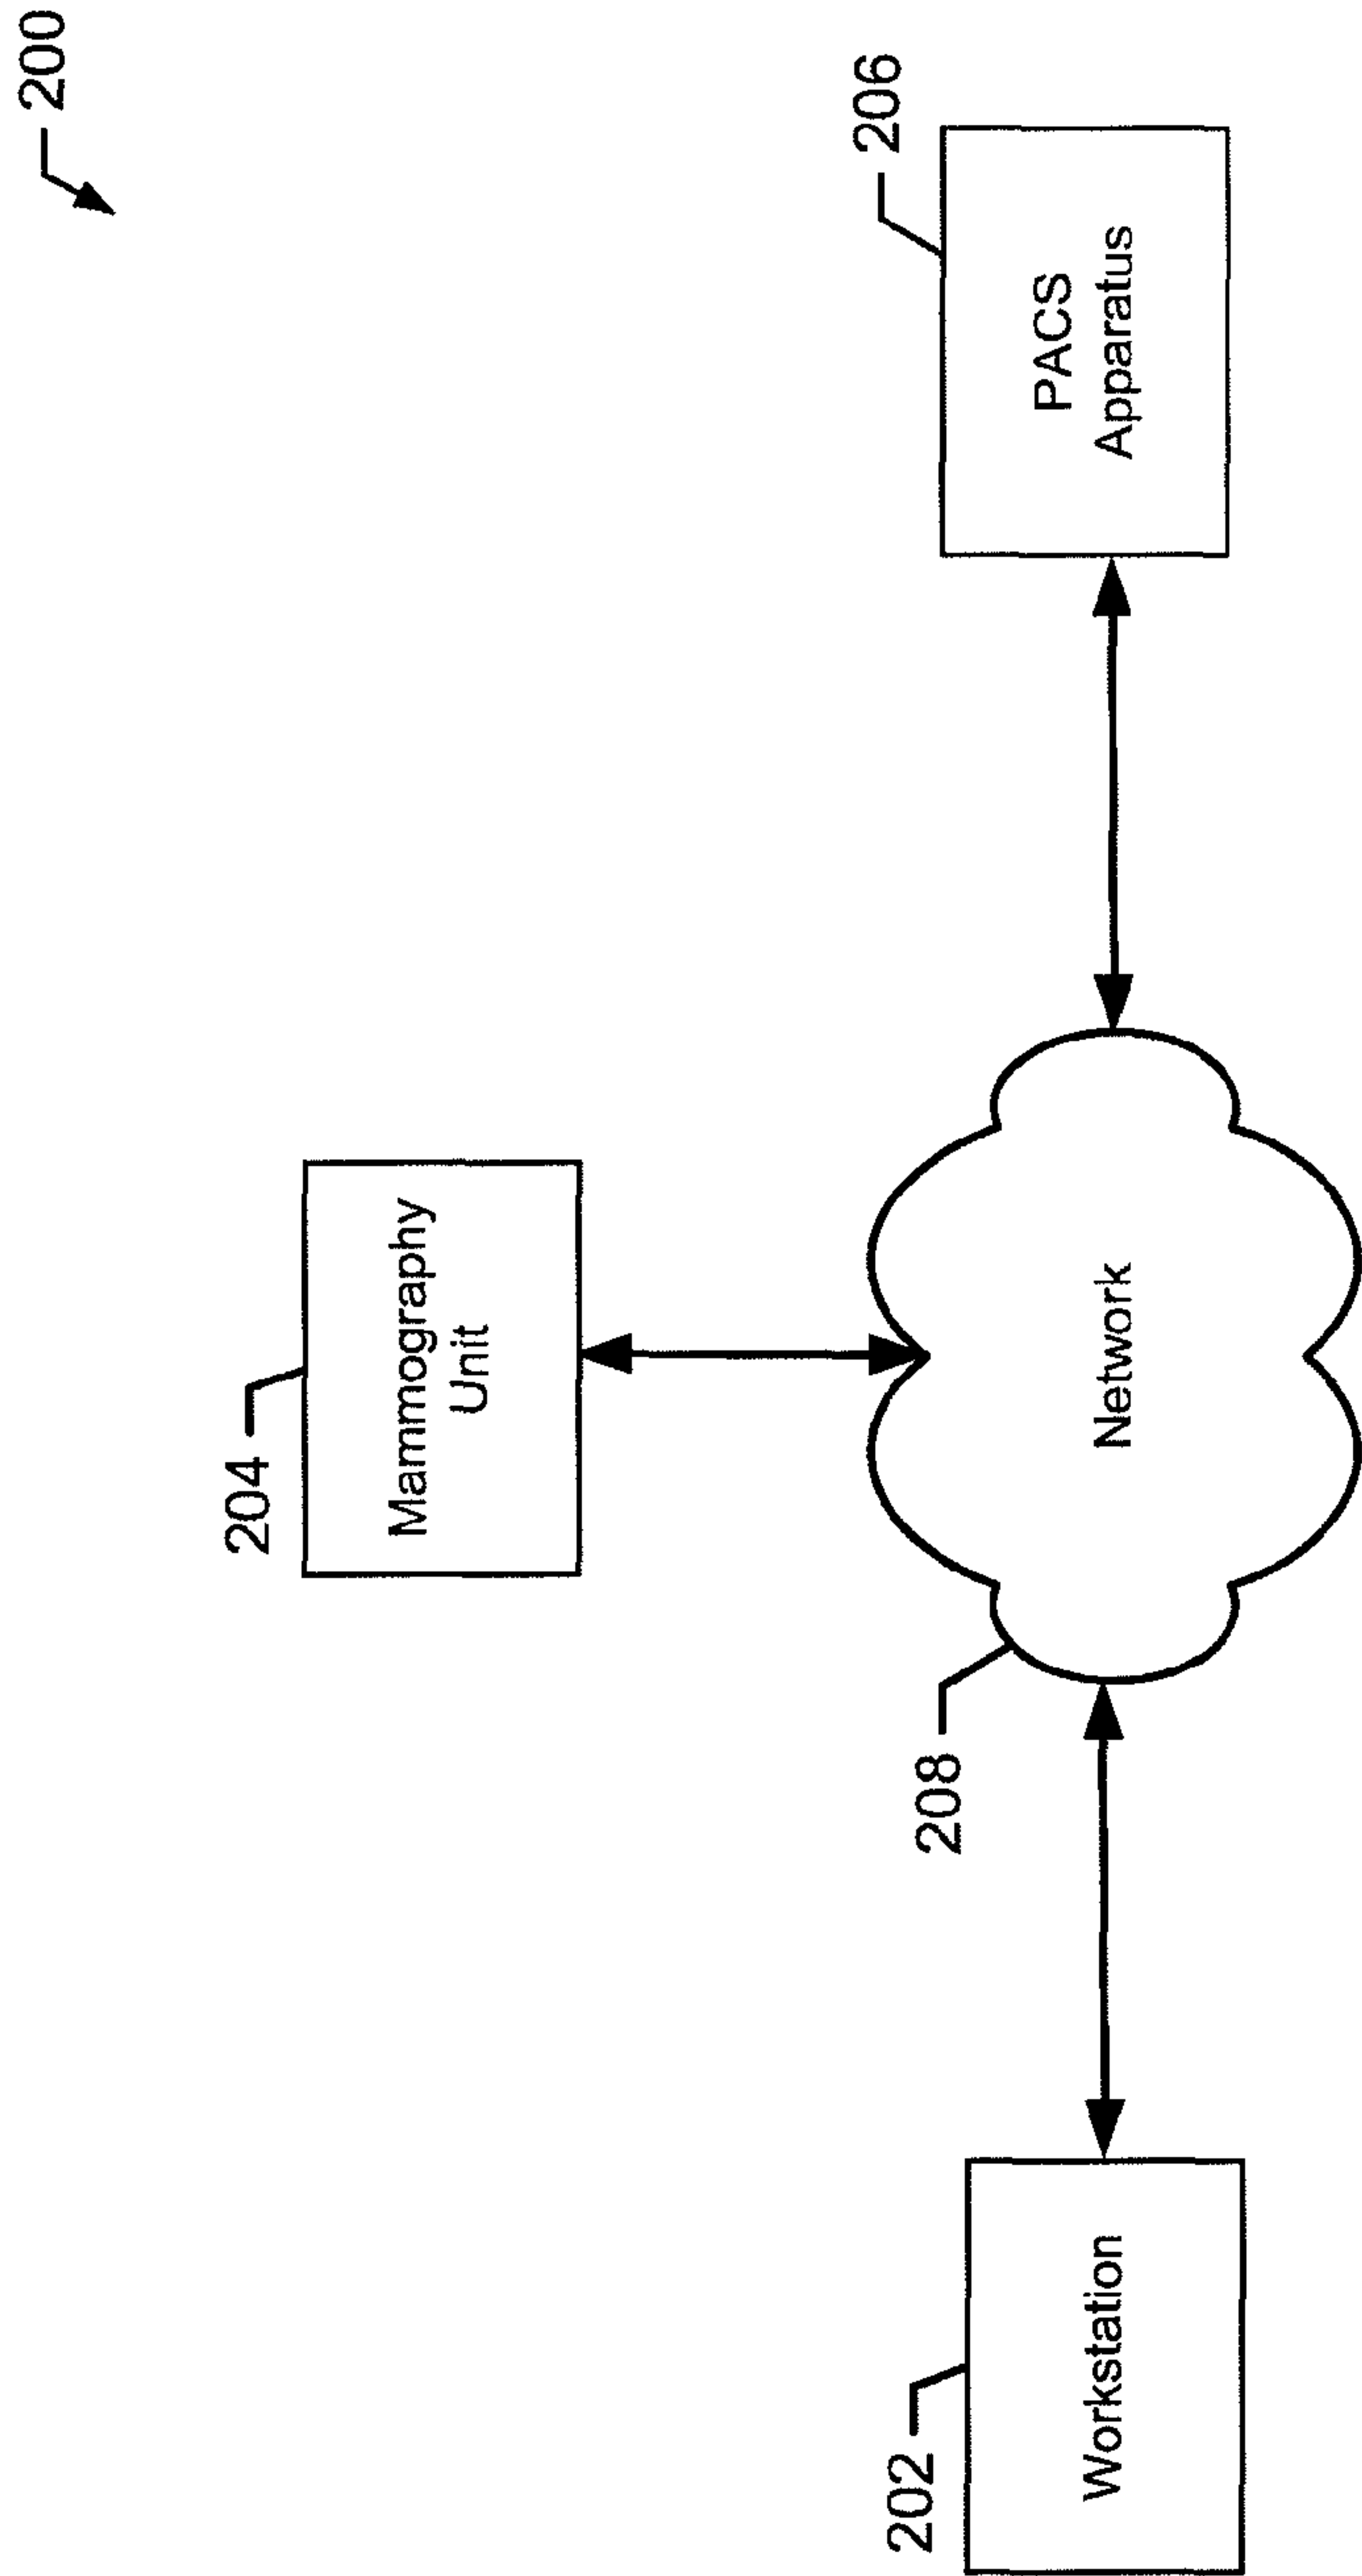 200
204
Mammography
Unit
202
Workstation
208
Network
206
PACS
Apparatus